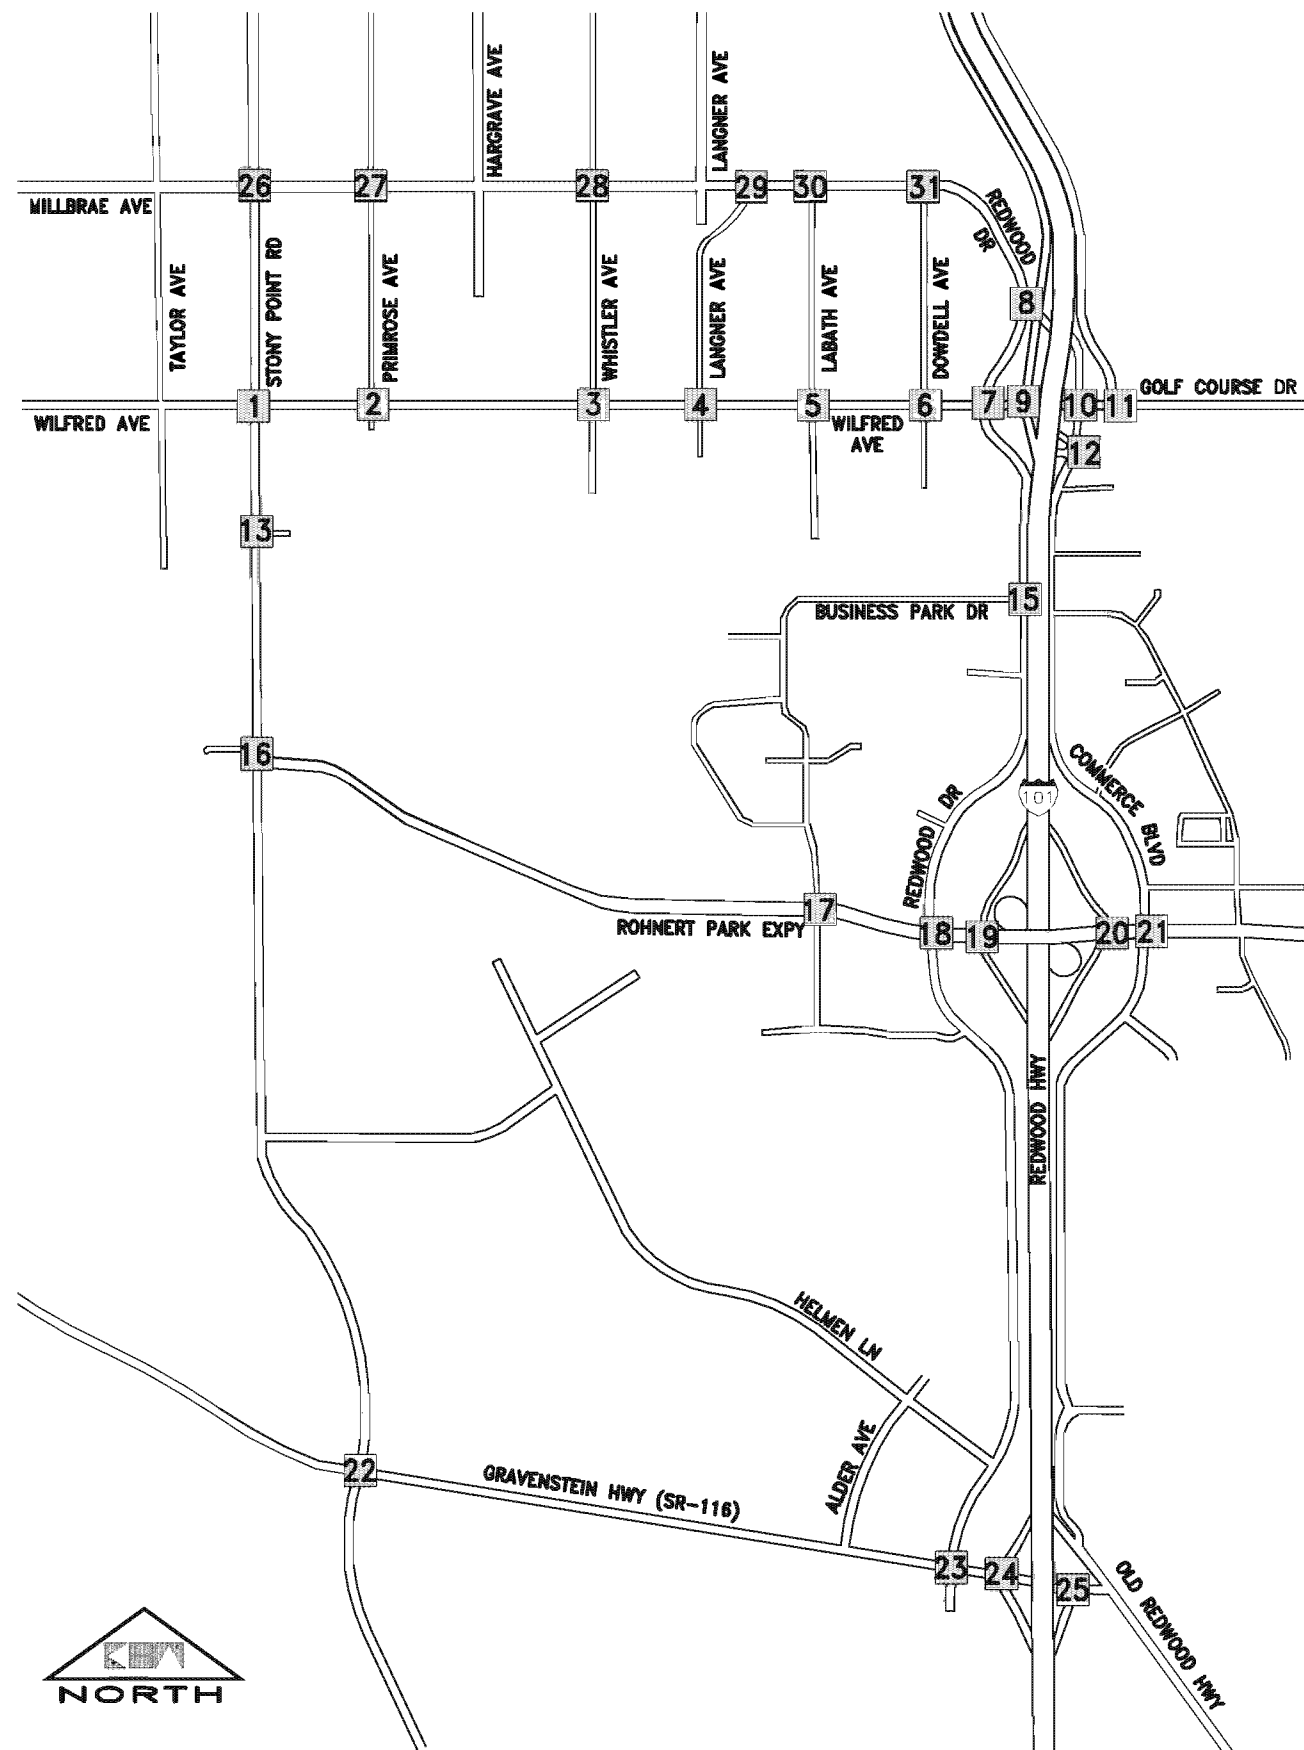 HARGRAVE AVE
LANGNER AVE
26
27
28
29
30
31
MILLBRAE AVE
REDWOOD
DR
TAYLOR AVE
STONY POINT RD
PRIMROSE AVE
WHISTLER AVE
LANGNER AVE
LABATH AVE
DOWDELL AVE
8
GOLF COURSE DR
1
2
3
4
5
6
7
9
10
11
WILFRED AVE
WILFRED
AVE
12
13
15
BUSINESS PARK DR
16
COMMERCE BLVD
101
REDWOOD DR
17
ROHNERT PARK EXPY
18
19
20
21
REDWOOD HWY
HELMEN LN
ALDER AVE
22
GRAVENSTEIN HWY (SR-116)
23
24
25
OLD REDWOOD HWY
NORTH